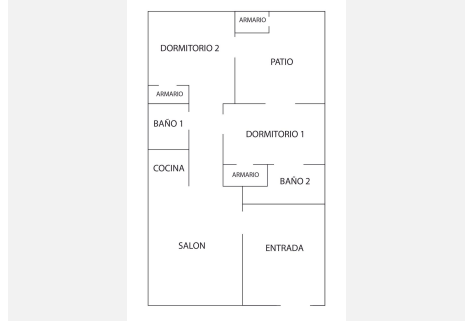 ARMARIO
DORMITORIO 2
PATIO
ARMARIO
BAÑO 1
DORMITORIO 1
COCINA
ARMARIO
BAÑO 2
SALON
ENTRADA